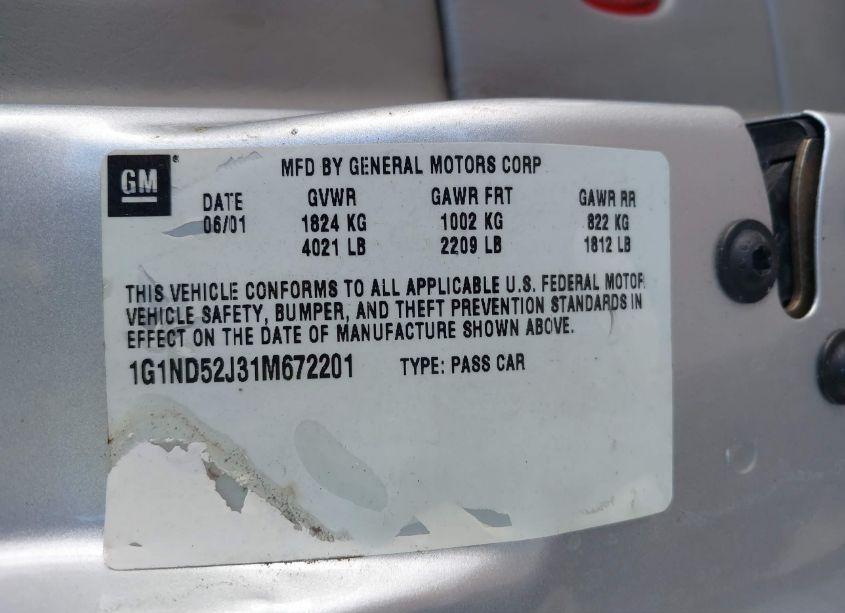 GM
MFD BY GENERAL MOTORS CORP
DATE GVWR GAWR FRT GAWR RR
06/01 1824 KG 1002 KG 822 KG
4021 LB 2209 LB 1812 LB
THIS VEHICLE CONFORMS TO ALL APPLICABLE U.S. FEDERAL MOTOR
VEHICLE SAFETY, BUMPER, AND THEFT PREVENTION STANDARDS IN
EFFECT ON THE DATE OF MANUFACTURE SHOWN ABOVE.
1G1ND52J31M672201 TYPE: PASS CAR